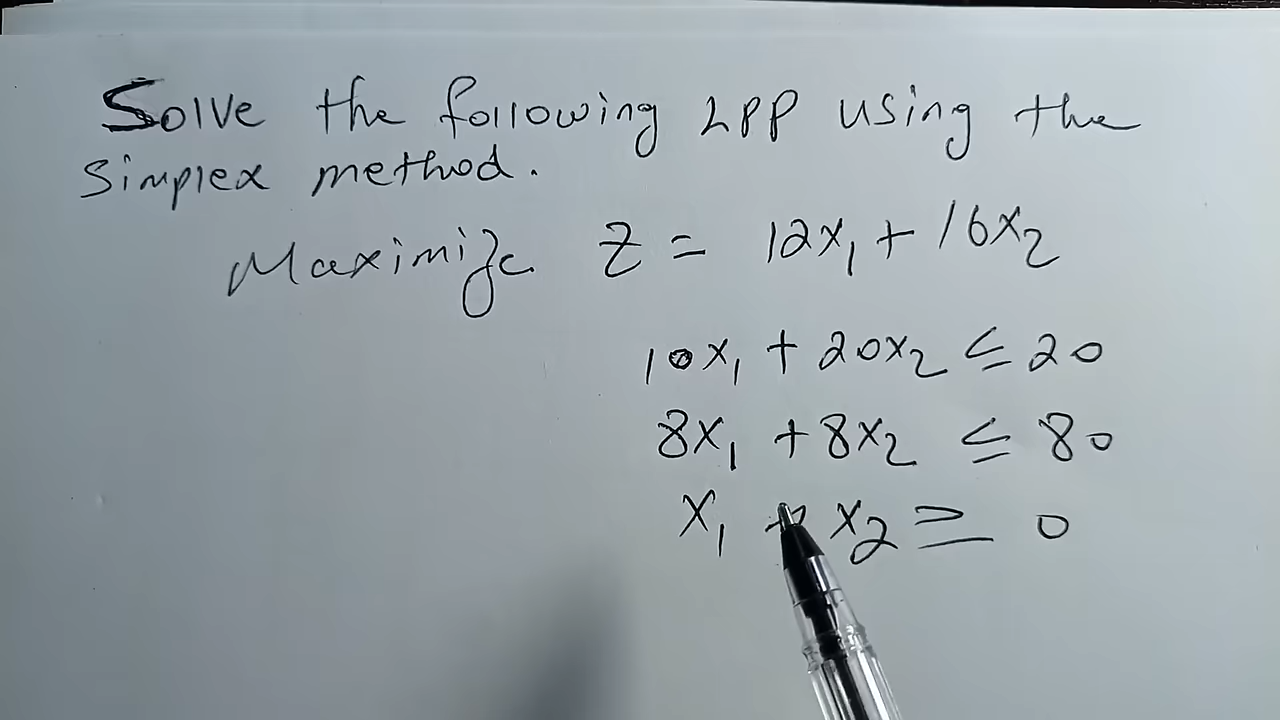 Solve the following LPP using the
simplex method.
Maximize Z = 12x₁ + 16x₂
10x₁ + 20x₂ ≤ 20
8x₁ + 8x₂ ≤ 80
x₁ x₂ ≥ 0